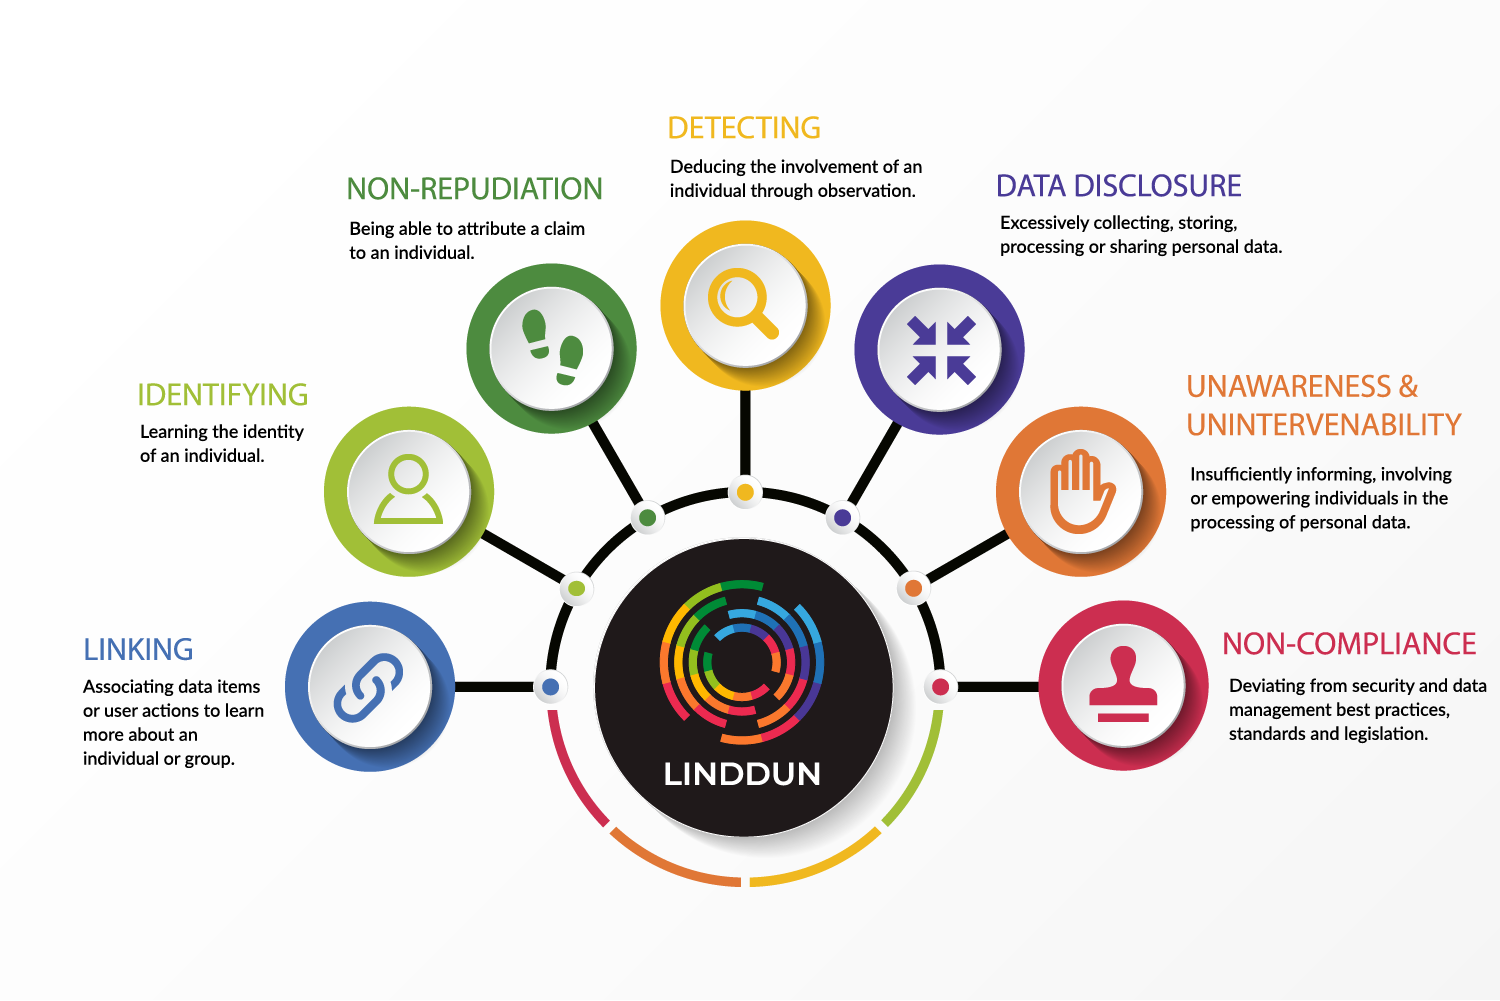 DETECTING
Deducing the involvement of an
individual through observation.
NON-REPUDIATION
Being able to attribute a claim
to an individual.
DATA DISCLOSURE
Excessively collecting, storing,
processing or sharing personal data.
IDENTIFYING
Learning the identity
of an individual.
UNAWARENESS &
UNINTERVENABILITY
Insufficiently informing, involving
or empowering individuals in the
processing of personal data.
LINKING
Associating data items
or user actions to learn
more about an
individual or group.
NON-COMPLIANCE
Deviating from security and data
management best practices,
standards and legislation.
LINDDUN